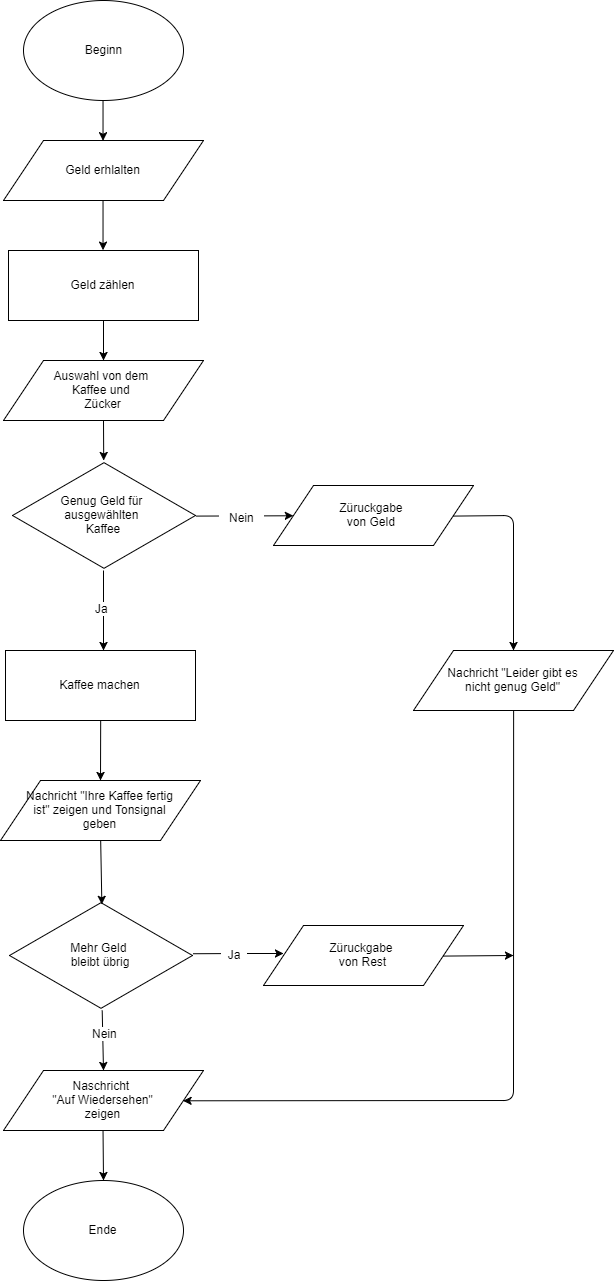 Beginn
Geld erhlalten
Geld zählen
Auswahl von dem
Kaffee und
Zücker
Genug Geld für
ausgewählten
Kaffee
Nein
Züruckgabe
von Geld
Ja
Kaffee machen
Nachricht "Leider gibt es
nicht genug Geld"
Nachricht "Ihre Kaffee fertig
ist" zeigen und Tonsignal
geben
Mehr Geld
bleibt übrig
Ja
Züruckgabe
von Rest
Nein
Naschricht
"Auf Wiedersehen"
zeigen
Ende